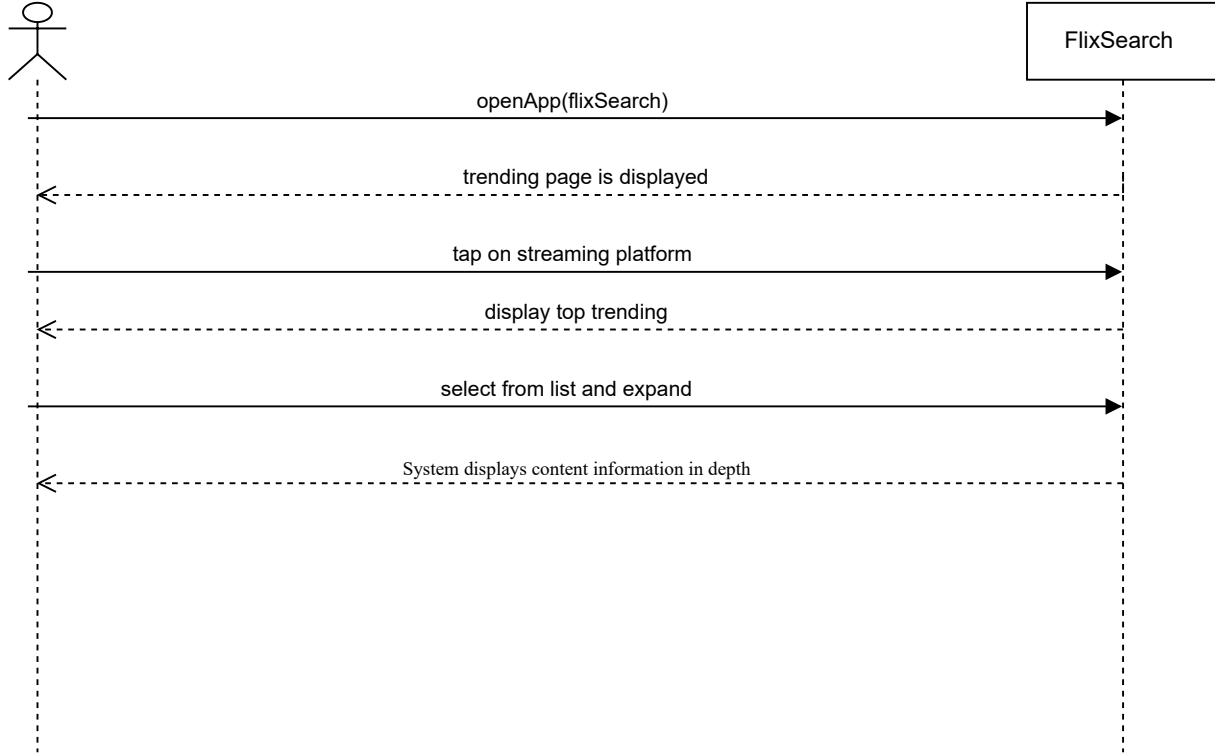 FlixSearch
openApp(flixSearch)
trending page is displayed
tap on streaming platform
display top trending
select from list and expand
System displays content information in depth